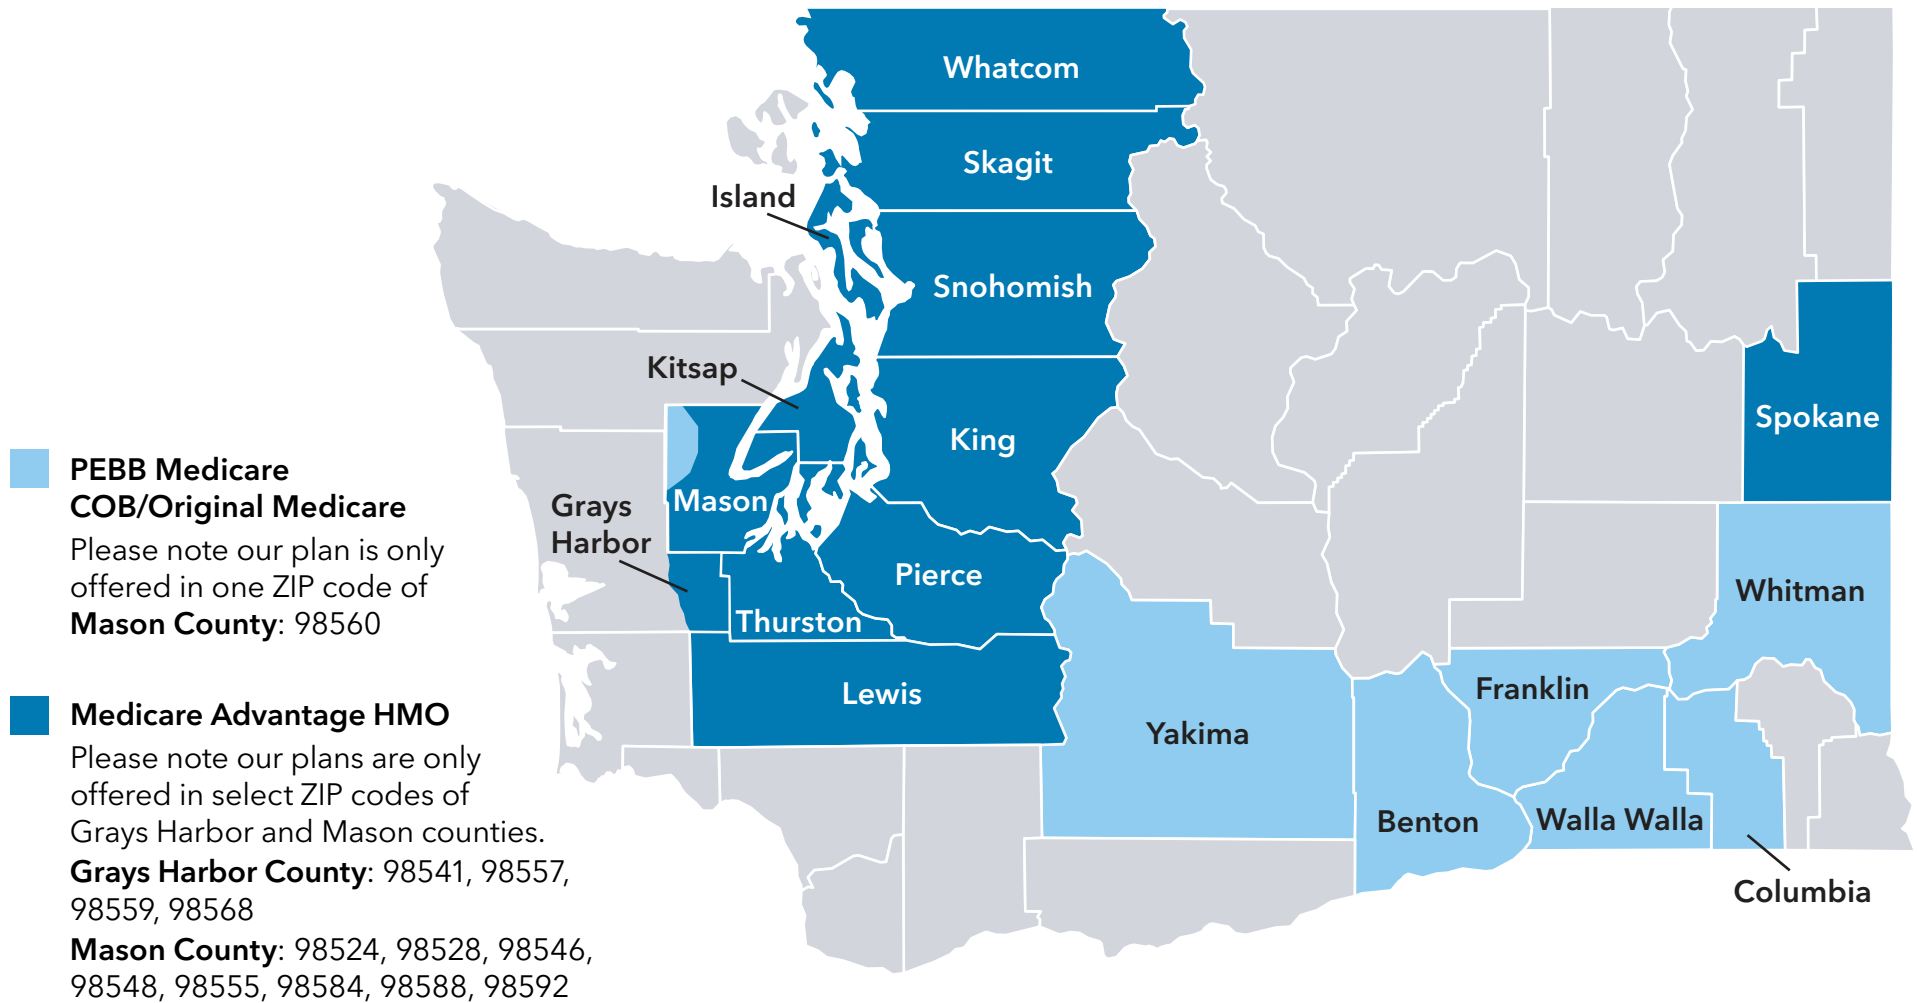 Whatcom
Skagit
Island
Snohomish
Kitsap
King
Spokane
Mason
Grays
Harbor
Pierce
Thurston
Lewis
Whitman
Franklin
Yakima
Benton
Walla Walla
Columbia
PEBB Medicare
COB/Original Medicare
Please note our plan is only
offered in one ZIP code of
Mason County: 98560
Medicare Advantage HMO
Please note our plans are only
offered in select ZIP codes of
Grays Harbor and Mason counties.
Grays Harbor County: 98541, 98557,
98559, 98568
Mason County: 98524, 98528, 98546,
98548, 98555, 98584, 98588, 98592